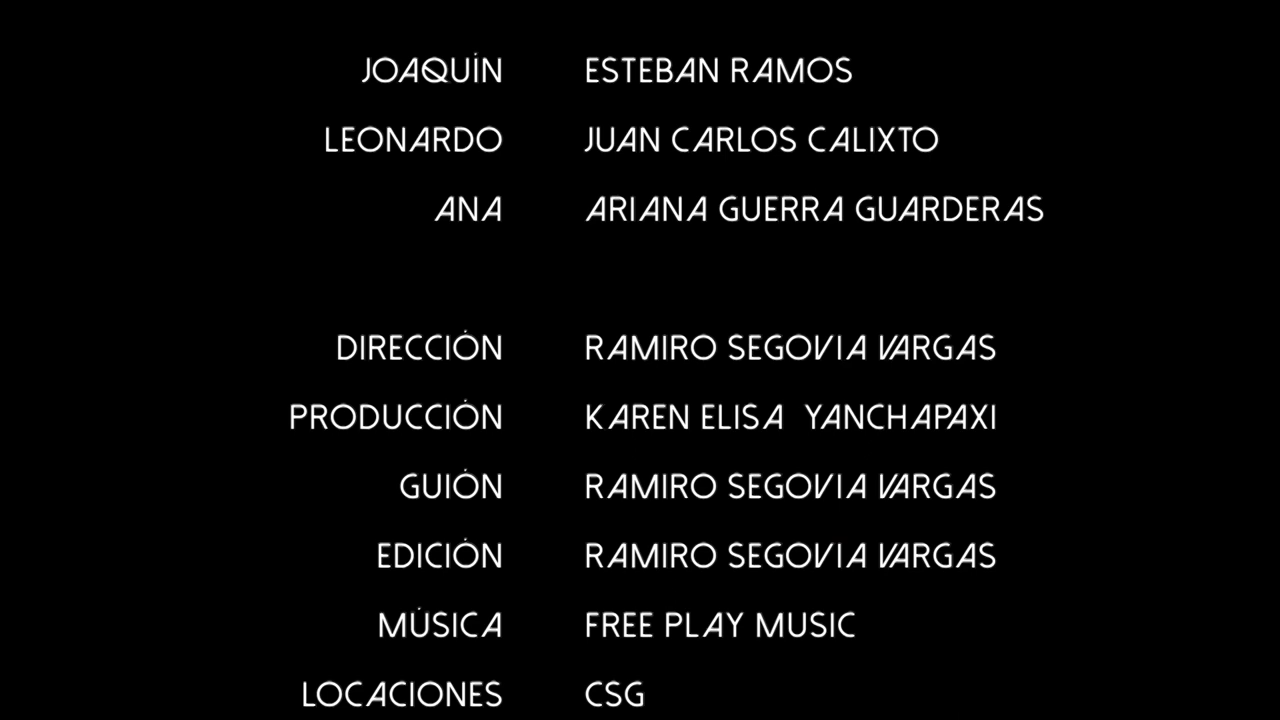 JOAQUÍN ESTEBAN RAMOS
LEONARDO JUAN CARLOS CALIXTO
ANA ARIANA GUERRA GUARDERAS
DIRECCIÓN RAMIRO SEGOVIA VARGAS
PRODUCCIÓN KAREN ELISA YANCHAPAXI
GUIÓN RAMIRO SEGOVIA VARGAS
EDICIÓN RAMIRO SEGOVIA VARGAS
MÚSICA FREE PLAY MUSIC
LOCACIONES CSG